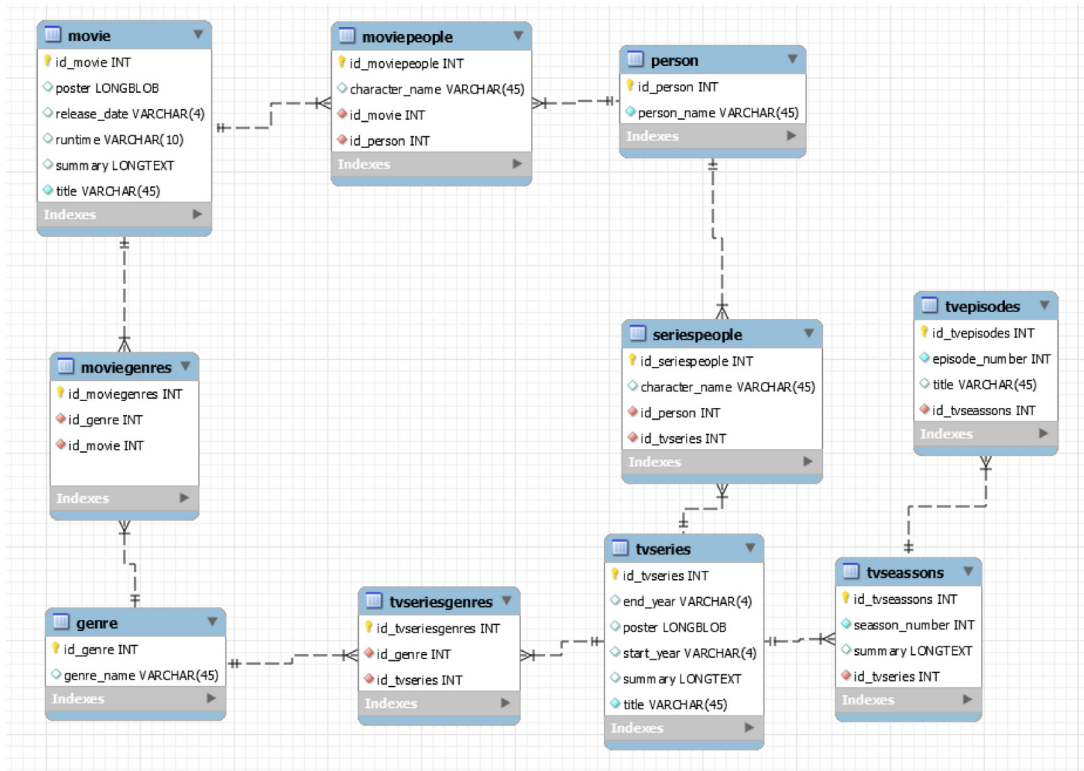 movie
id_movie INT
poster LONGBLOB
release_date VARCHAR(4)
runtime VARCHAR(10)
summary LONGTEXT
title VARCHAR(45)
Indexes
moviepeople
id_moviepeople INT
character_name VARCHAR(45)
id_movie INT
id_person INT
Indexes
person
id_person INT
person_name VARCHAR(45)
Indexes
moviegenres
id_moviegenres INT
id_genre INT
id_movie INT
Indexes
seriespeople
id_seriespeople INT
character_name VARCHAR(45)
id_person INT
id_tvseries INT
Indexes
tvepisodes
id_tvepisodes INT
episode_number INT
title VARCHAR(45)
id_tvseassons INT
Indexes
genre
id_genre INT
genre_name VARCHAR(45)
Indexes
tvseriesgenres
id_tvseriesgenres INT
id_genre INT
id_tvseries INT
Indexes
tvseries
id_tvseries INT
end_year VARCHAR(4)
poster LONGBLOB
start_year VARCHAR(4)
summary LONGTEXT
title VARCHAR(45)
Indexes
tvseassons
id_tvseassons INT
seasson_number INT
summary LONGTEXT
id_tvseries INT
Indexes